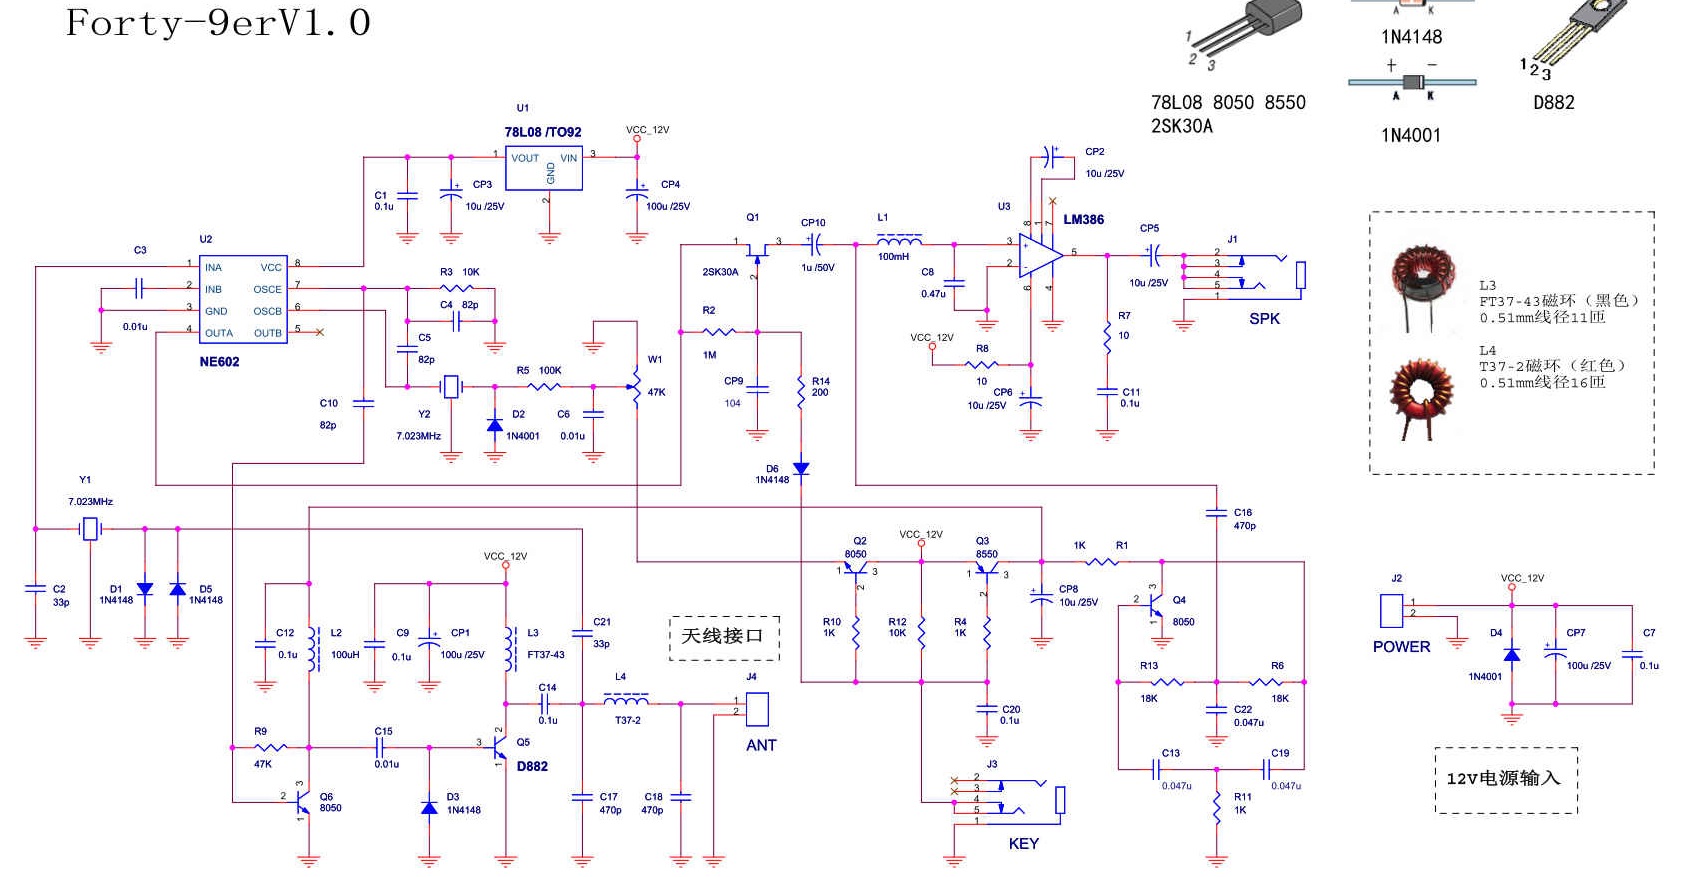 Forty-9erV1.0
1
2
3
78L08 8050 8550
2SK30A
A K
1N4148
+ −
A K
1N4001
123
D882
U1
78L08 /TO92
VCC_12V
1 VOUT VIN 3
GND
2
C1
0.1u
CP3
10u /25V
CP4
100u /25V
U2
1 INA VCC 8
2 INB OSCE 7
3 GND OSCB 6
4 OUTA OUTB 5
NE602
C3
0.01u
R3 10K
C4 82p
C5
82p
C10
82p
Y2
7.023MHz
D2
1N4001
R5 100K
C6
0.01u
W1
47K
Q1
1 3
2
2SK30A
CP10
1u /50V
R2
1M
CP9
104
R14
200
D6
1N4148
L1
100mH
C8
0.47u
U3
LM386
CP2
10u /25V
8 1 7
3
2
5
6 4
VCC_12V
R8
10
CP6
10u /25V
CP5
10u /25V
R7
10
C11
0.1u
J1
2
3
4
5
1
SPK
L3
FT37-43磁环（黑色）
0.51mm线径11匝
L4
T37-2磁环（红色）
0.51mm线径16匝
Y1
7.023MHz
C2
33p
D1
1N4148
D5
1N4148
C12
0.1u
L2
100uH
C9
0.1u
CP1
100u /25V
VCC_12V
L3
FT37-43
C21
33p
天线接口
C14
0.1u
L4
T37-2
J4
1
2
ANT
R9
47K
C15
0.01u
Q5
D882
3 2 1
Q6
8050
2 3 1
D3
1N4148
C17
470p
C18
470p
Q2
8050
1 3
2
VCC_12V
Q3
8550
1 3
2
R10
1K
R12
10K
R4
1K
C20
0.1u
CP8
10u /25V
1K R1
Q4
8050
2 3 1
C16
470p
R13
18K
R6
18K
C22
0.047u
C13
0.047u
C19
0.047u
R11
1K
J3
2
3
4
5
1
KEY
J2
1
2
POWER
VCC_12V
D4
1N4001
CP7
100u /25V
C7
0.1u
12V电源输入